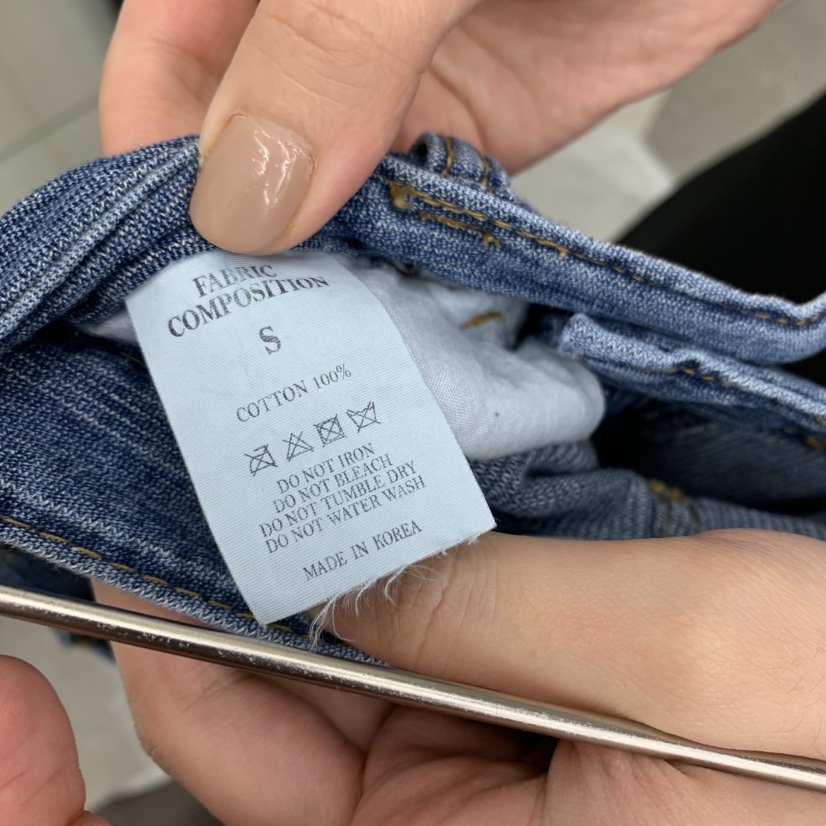 FABRIC
COMPOSITION
S
COTTON 100%
DO NOT IRON
DO NOT BLEACH
DO NOT TUMBLE DRY
DO NOT WATER WASH
MADE IN KOREA